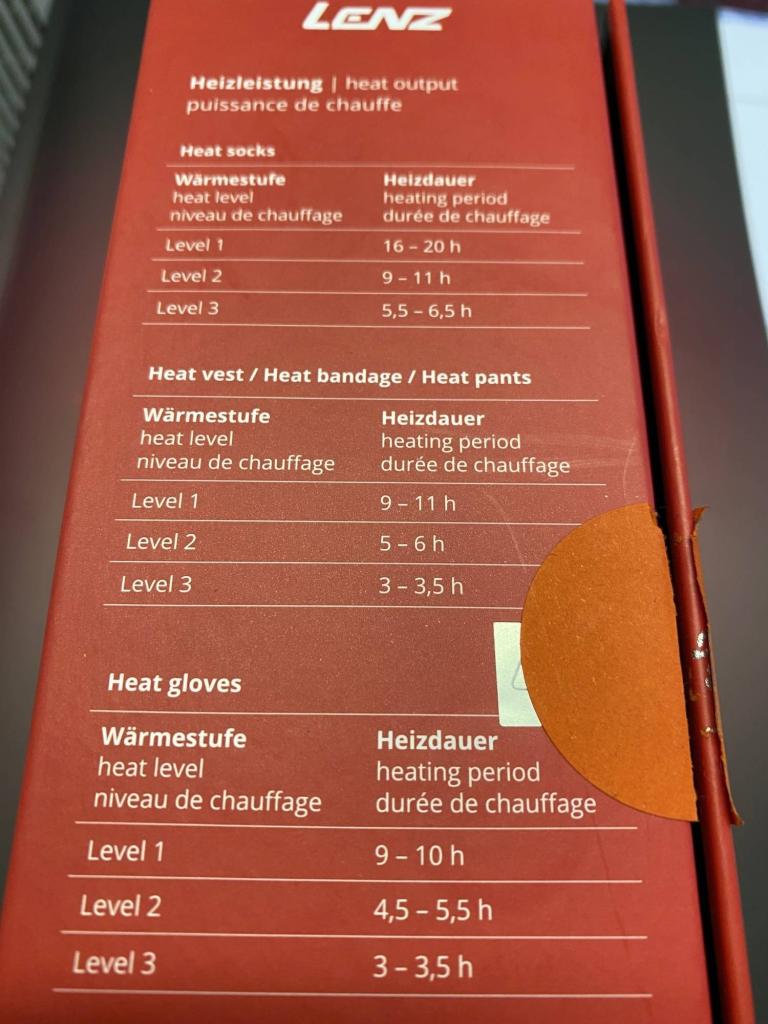 LENZ
Heizleistung | heat output
puissance de chauffe
Heat socks
Wärmestufe Heizdauer
heat level heating period
niveau de chauffage durée de chauffage
Level 1 16 – 20 h
Level 2 9 – 11 h
Level 3 5,5 – 6,5 h
Heat vest / Heat bandage / Heat pants
Wärmestufe Heizdauer
heat level heating period
niveau de chauffage durée de chauffage
Level 1 9 – 11 h
Level 2 5 – 6 h
Level 3 3 – 3,5 h
Heat gloves
Wärmestufe Heizdauer
heat level heating period
niveau de chauffage durée de chauffage
Level 1 9 – 10 h
Level 2 4,5 – 5,5 h
Level 3 3 – 3,5 h